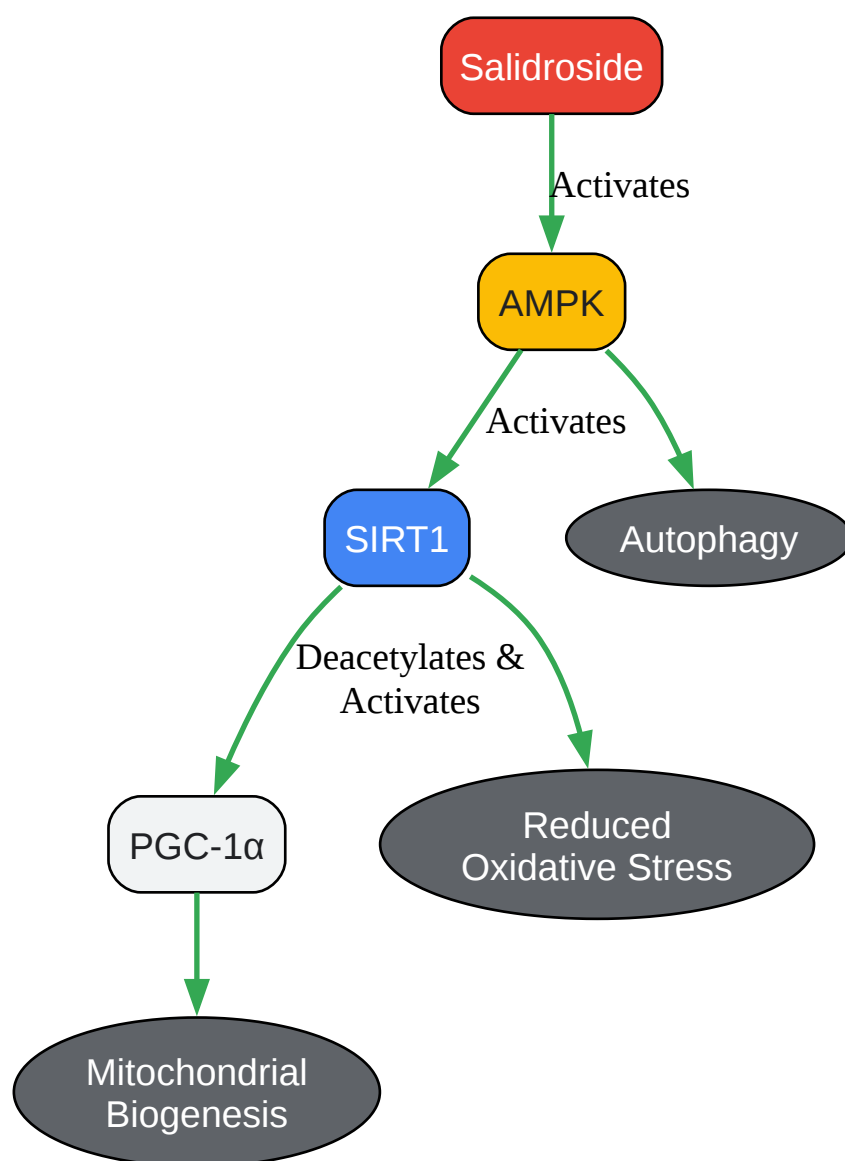 Salidroside
Activates
AMPK
Activates
SIRT1
Autophagy
Deacetylates &
Activates
PGC-1α
Reduced
Oxidative Stress
Mitochondrial
Biogenesis